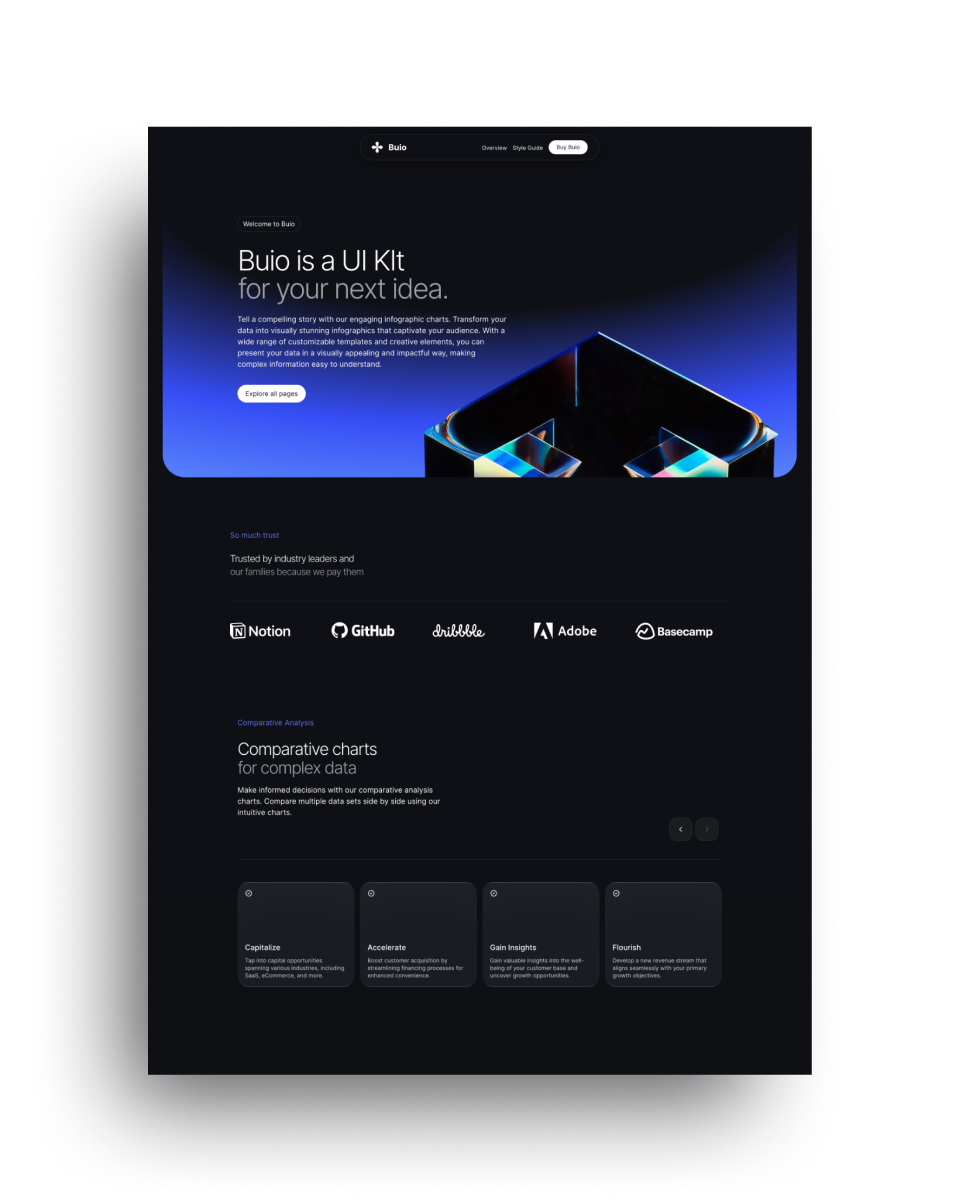 Buio
Overview Style Guide Buy Buio
Welcome to Buio
Buio is a UI KIt
for your next idea.
Tell a compelling story with our engaging infographic charts. Transform your
data into visually stunning infographics that captivate your audience. With a
wide range of customizable templates and creative elements, you can
present your data in a visually appealing and impactful way, making
complex information easy to understand.
Explore all pages
So much trust
Trusted by industry leaders and
our families because we pay them
Notion GitHub dribbble Adobe Basecamp
Comparative Analysis
Comparative charts
for complex data
Make informed decisions with our comparative analysis
charts. Compare multiple data sets side by side using our
intuitive charts.
Capitalize
Tap into capital opportunities
spenning various industries, including
SaaS, eCommerce, and more.
Accelerate
Boost customer acquisition by
streamlining financing processes for
enhanced convenience.
Gain Insights
Gain valuable insights into the well-
being of your customer base and
uncover growth opportunities.
Flourish
Develop a new revenue stream that
aligns seamlessly with your primary
growth objectives.